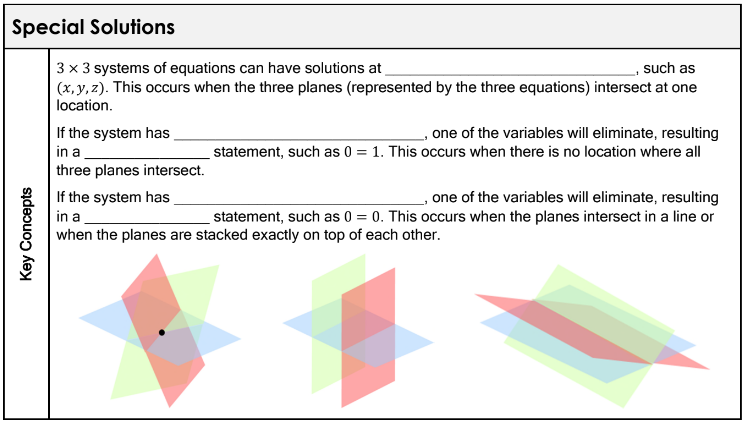 Special Solutions
3 × 3 systems of equations can have solutions at ______________________________, such as
(x, y, z). This occurs when the three planes (represented by the three equations) intersect at one
location.
If the system has ______________________________, one of the variables will eliminate, resulting
in a _______________ statement, such as 0 = 1. This occurs when there is no location where all
three planes intersect.
If the system has ______________________________, one of the variables will eliminate, resulting
in a _______________ statement, such as 0 = 0. This occurs when the planes intersect in a line or
when the planes are stacked exactly on top of each other.
Key Concepts